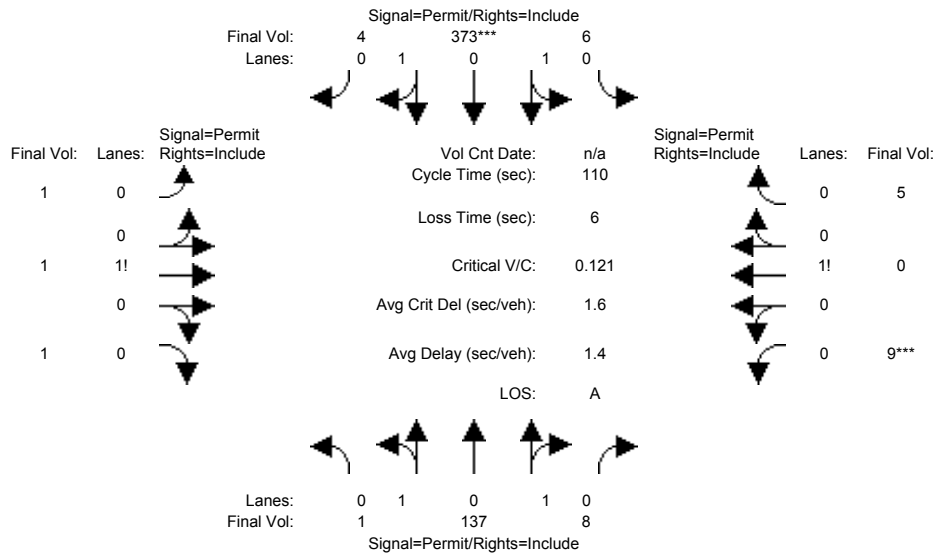 Signal=Permit/Rights=Include
Final Vol: 4 373*** 6
Lanes: 0 1 0 1 0
Signal=Permit Signal=Permit
Final Vol: Lanes: Rights=Include Vol Cnt Date: n/a Rights=Include Lanes: Final Vol:
Cycle Time (sec): 110
1 0 0 5
Loss Time (sec): 6
0 0
1 1! Critical V/C: 0.121 1! 0
0 Avg Crit Del (sec/veh): 1.6 0
1 0 Avg Delay (sec/veh): 1.4 0 9***
LOS: A
Lanes: 0 1 0 1 0
Final Vol: 1 137 8
Signal=Permit/Rights=Include